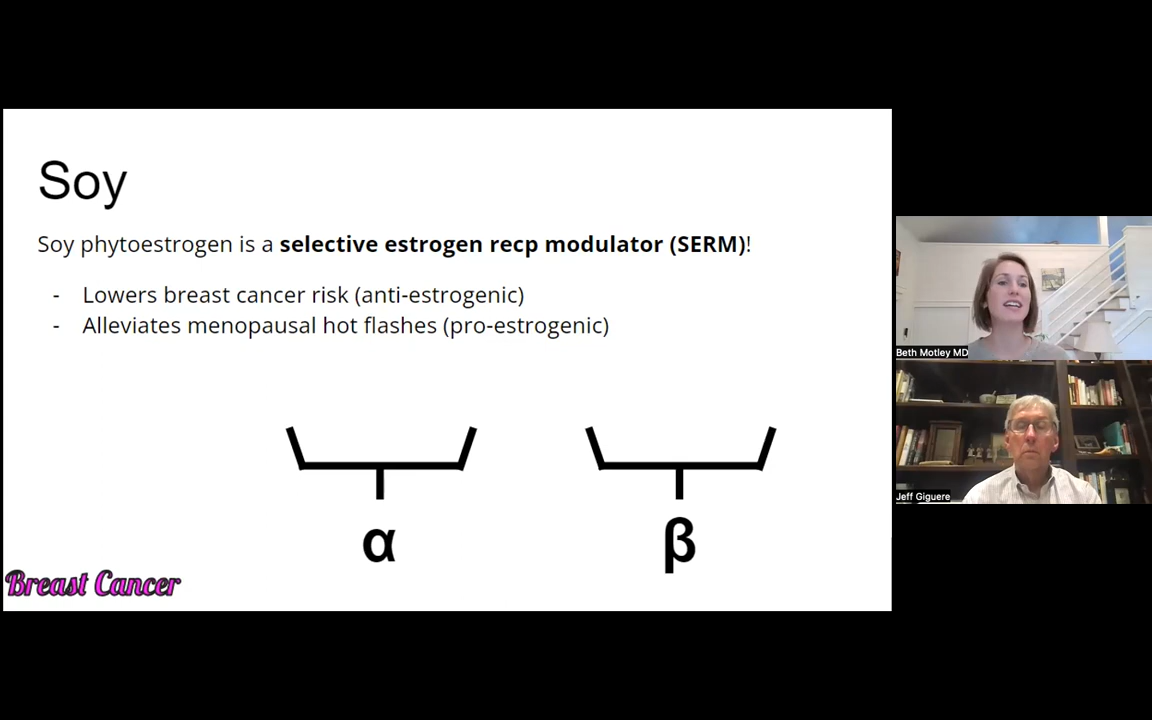 Soy
Soy phytoestrogen is a selective estrogen recp modulator (SERM)!
- Lowers breast cancer risk (anti-estrogenic)
- Alleviates menopausal hot flashes (pro-estrogenic)
α
β
Breast Cancer
Beth Motley MD
Jeff Giguere